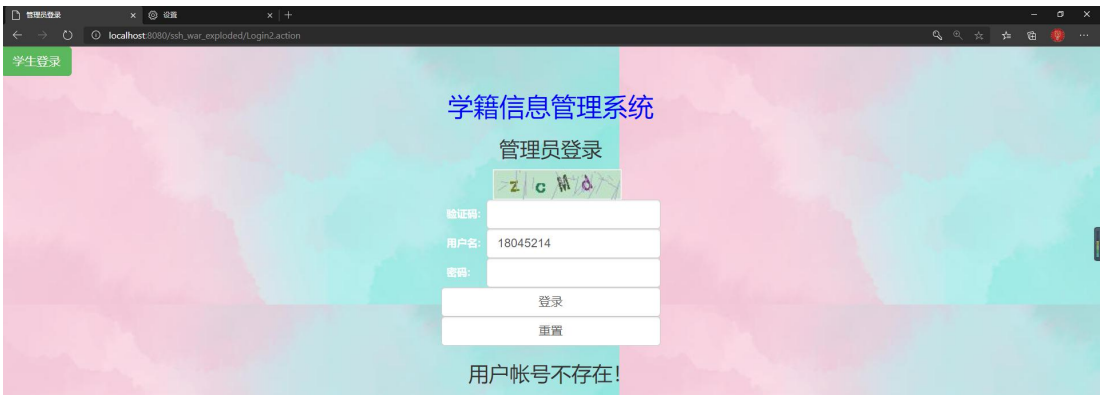 管理员登录
设置
localhost:8080/ssh_war_exploded/Login2.action
学生登录
学籍信息管理系统
管理员登录
z c M d
验证码:
用户名: 18045214
密码:
登录
重置
用户帐号不存在!